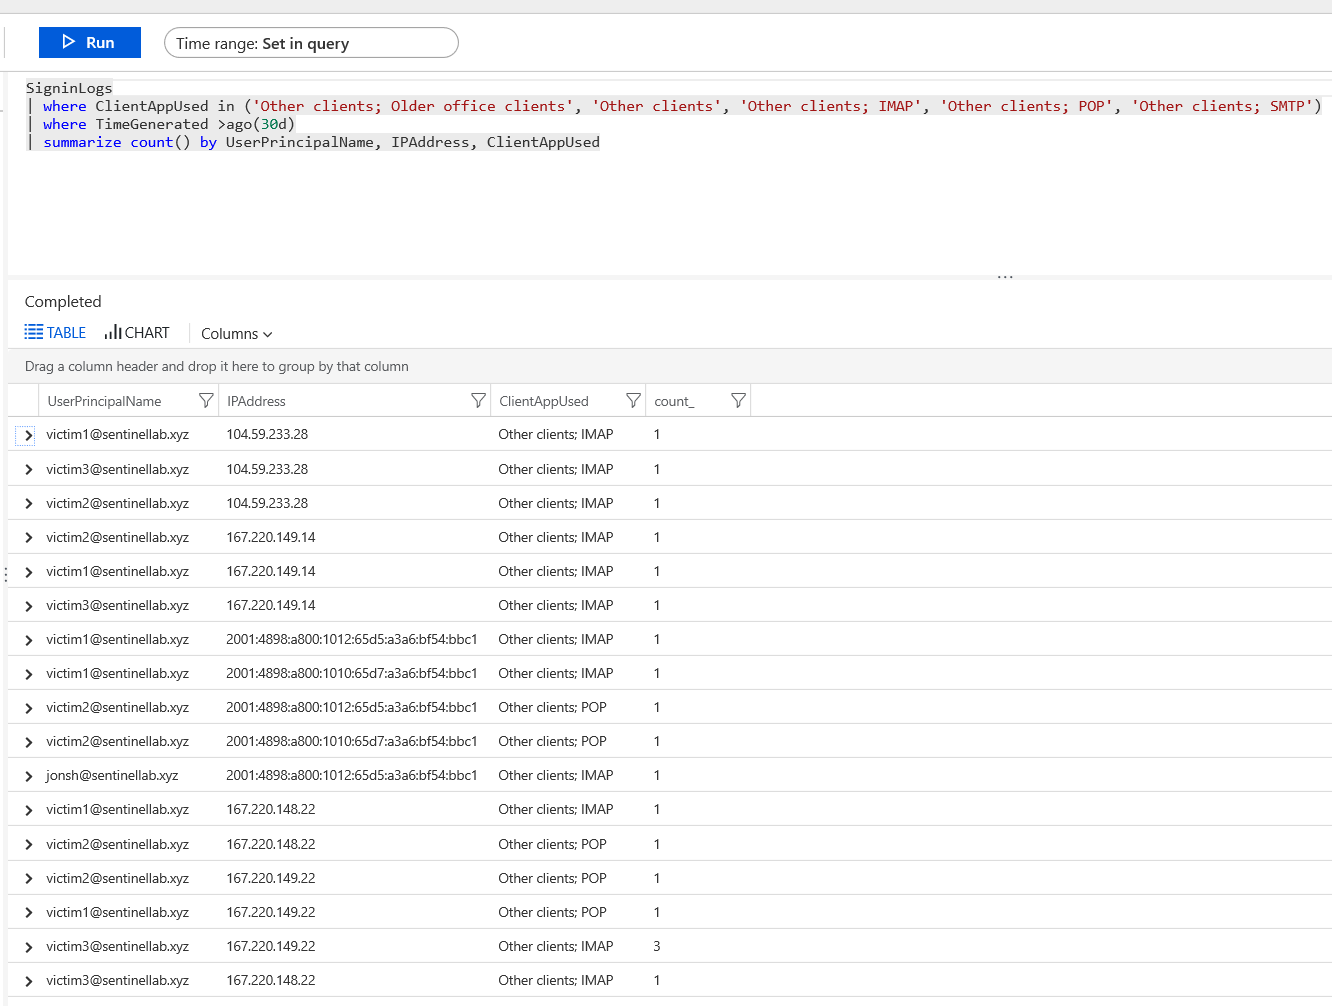 Run
Time range: Set in query
SigninLogs
| where ClientAppUsed in ('Other clients; Older office clients', 'Other clients', 'Other clients; IMAP', 'Other clients; POP', 'Other clients; SMTP')
| where TimeGenerated >ago(30d)
| summarize count() by UserPrincipalName, IPAddress, ClientAppUsed
...
Completed
TABLE CHART Columns
Drag a column header and drop it here to group by that column
UserPrincipalName IPAddress ClientAppUsed count_
victim1@sentinellab.xyz 104.59.233.28 Other clients; IMAP 1
victim3@sentinellab.xyz 104.59.233.28 Other clients; IMAP 1
victim2@sentinellab.xyz 104.59.233.28 Other clients; IMAP 1
victim2@sentinellab.xyz 167.220.149.14 Other clients; IMAP 1
victim1@sentinellab.xyz 167.220.149.14 Other clients; IMAP 1
victim3@sentinellab.xyz 167.220.149.14 Other clients; IMAP 1
victim1@sentinellab.xyz 2001:4898:a800:1012:65d5:a3a6:bf54:bbc1 Other clients; IMAP 1
victim1@sentinellab.xyz 2001:4898:a800:1010:65d7:a3a6:bf54:bbc1 Other clients; IMAP 1
victim2@sentinellab.xyz 2001:4898:a800:1012:65d5:a3a6:bf54:bbc1 Other clients; POP 1
victim2@sentinellab.xyz 2001:4898:a800:1010:65d7:a3a6:bf54:bbc1 Other clients; POP 1
jonsh@sentinellab.xyz 2001:4898:a800:1012:65d5:a3a6:bf54:bbc1 Other clients; IMAP 1
victim1@sentinellab.xyz 167.220.148.22 Other clients; IMAP 1
victim2@sentinellab.xyz 167.220.148.22 Other clients; POP 1
victim2@sentinellab.xyz 167.220.149.22 Other clients; POP 1
victim1@sentinellab.xyz 167.220.149.22 Other clients; POP 1
victim3@sentinellab.xyz 167.220.149.22 Other clients; IMAP 3
victim3@sentinellab.xyz 167.220.148.22 Other clients; IMAP 1